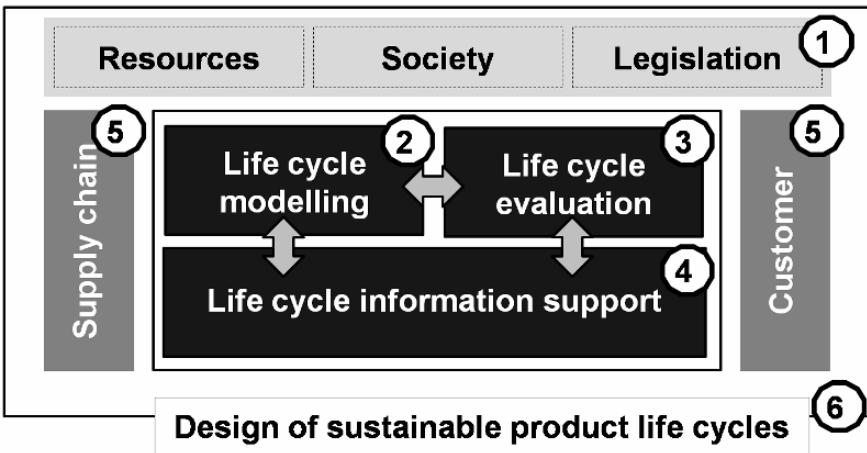 Resources
Society
Legislation
1
Supply chain
5
Life cycle
modelling
2
Life cycle
evaluation
3
Life cycle information support
4
Customer
5
Design of sustainable product life cycles
6